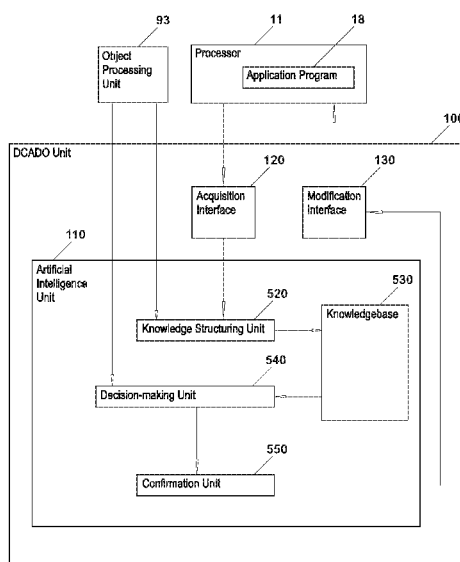 93
11
18
Object
Processing
Unit
Processor
Application Program
100
DCADO Unit
120
130
Acquisition
Interface
Modification
Interface
110
Artificial
Intelligence
Unit
520
530
Knowledge Structuring Unit
Knowledgebase
540
Decision-making Unit
550
Confirmation Unit